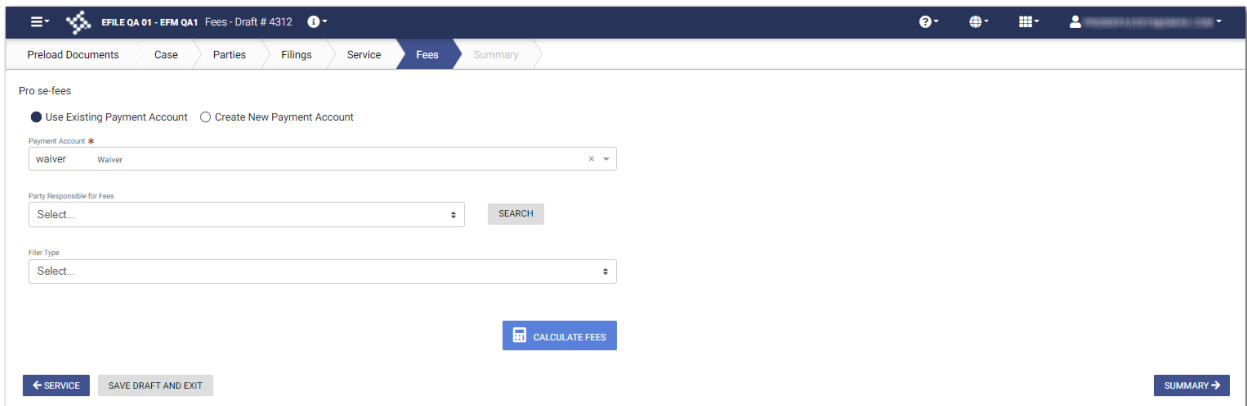 EFILE QA 01 - EFM QA1 Fees - Draft # 4312
Preload Documents Case Parties Filings Service Fees Summary
Pro se-fees
Use Existing Payment Account Create New Payment Account
Payment Account *
waiver Waiver
Party Responsible for Fees
Select...
SEARCH
Filer Type
Select...
CALCULATE FEES
SERVICE SAVE DRAFT AND EXIT SUMMARY